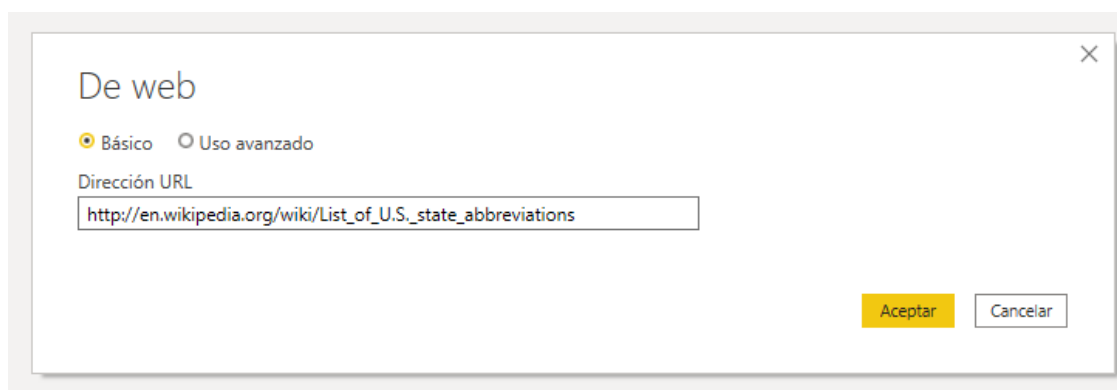 De web
Básico Uso avanzado
Dirección URL
http://en.wikipedia.org/wiki/List_of_U.S._state_abbreviations
Aceptar Cancelar